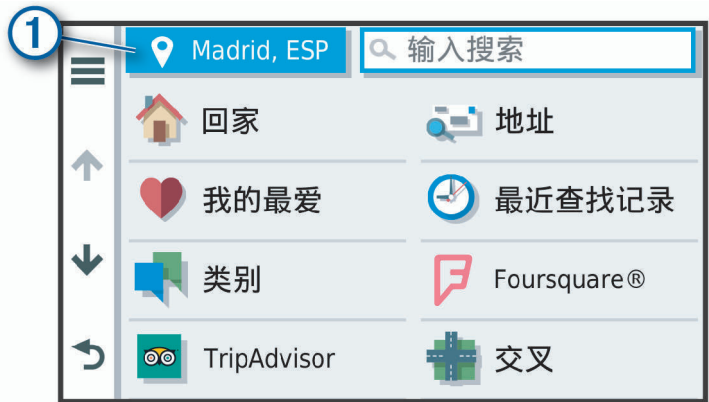 1
Madrid, ESP
输入搜索
回家
地址
我的最爱
最近查找记录
类别
Foursquare®
TripAdvisor
交叉